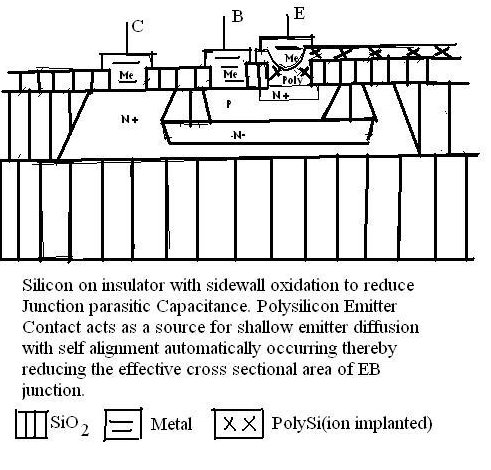 C
B
E
Me
Me
Me
Poly
N+
N+
P
N-
Silicon on insulator with sidewall oxidation to reduce
Junction parasitic Capacitance. Polysilicon Emitter
Contact acts as a source for shallow emitter diffusion
with self alignment automatically occurring thereby
reducing the effective cross sectional area of EB
junction.
SiO2 Metal PolySi(ion implanted)